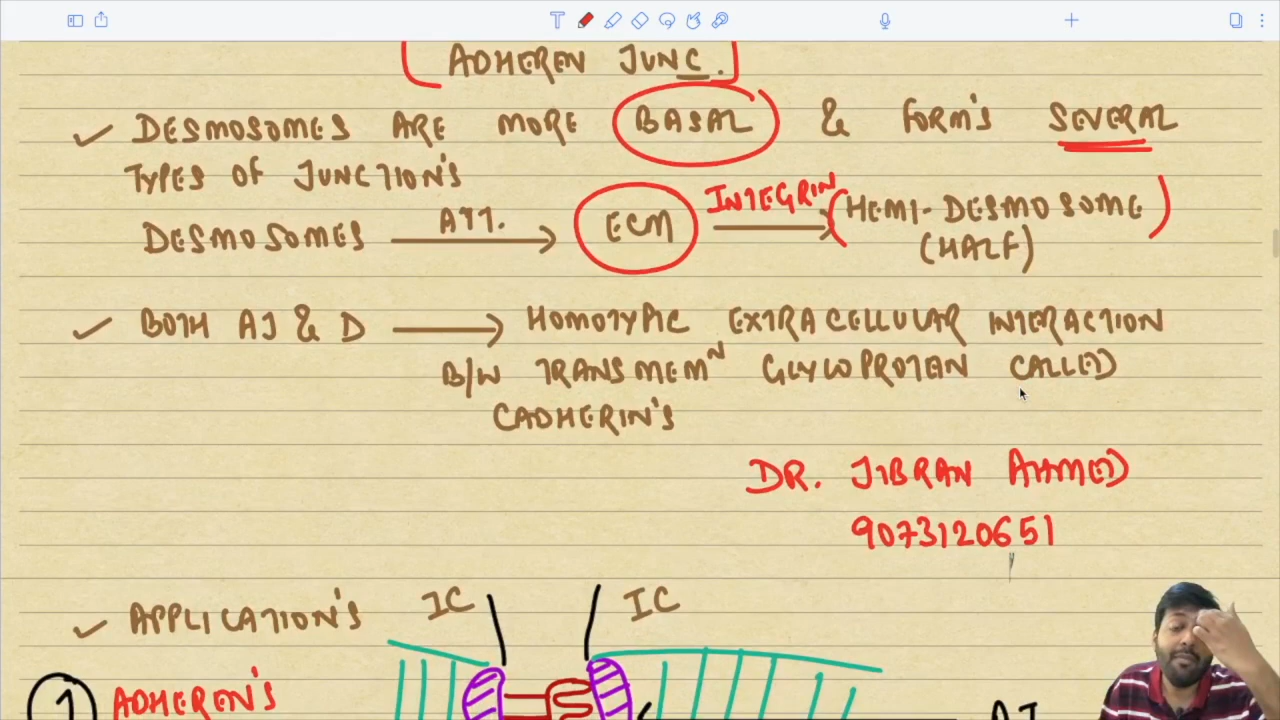 ADHEREN JUNC.
✓ DESMOSOMES ARE MORE BASAL & FORM'S SEVERAL
TYPES OF JUNCTION'S
DESMOSOMES ATT. → ECM INTEGRIN → (HEMI-DESMOSOME)
(HALF)
✓ BOTH AJ & D → HOMOTYPIC EXTRACELLULAR INTERACTION
B/W TRANSMEMᴺ GLYCOPROTEIN CALLED
CADHERIN'S
DR. JIBRAN AHMED
9073120651
✓ APPLICATION'S IC IC
1 ADHEREN'S
AJ